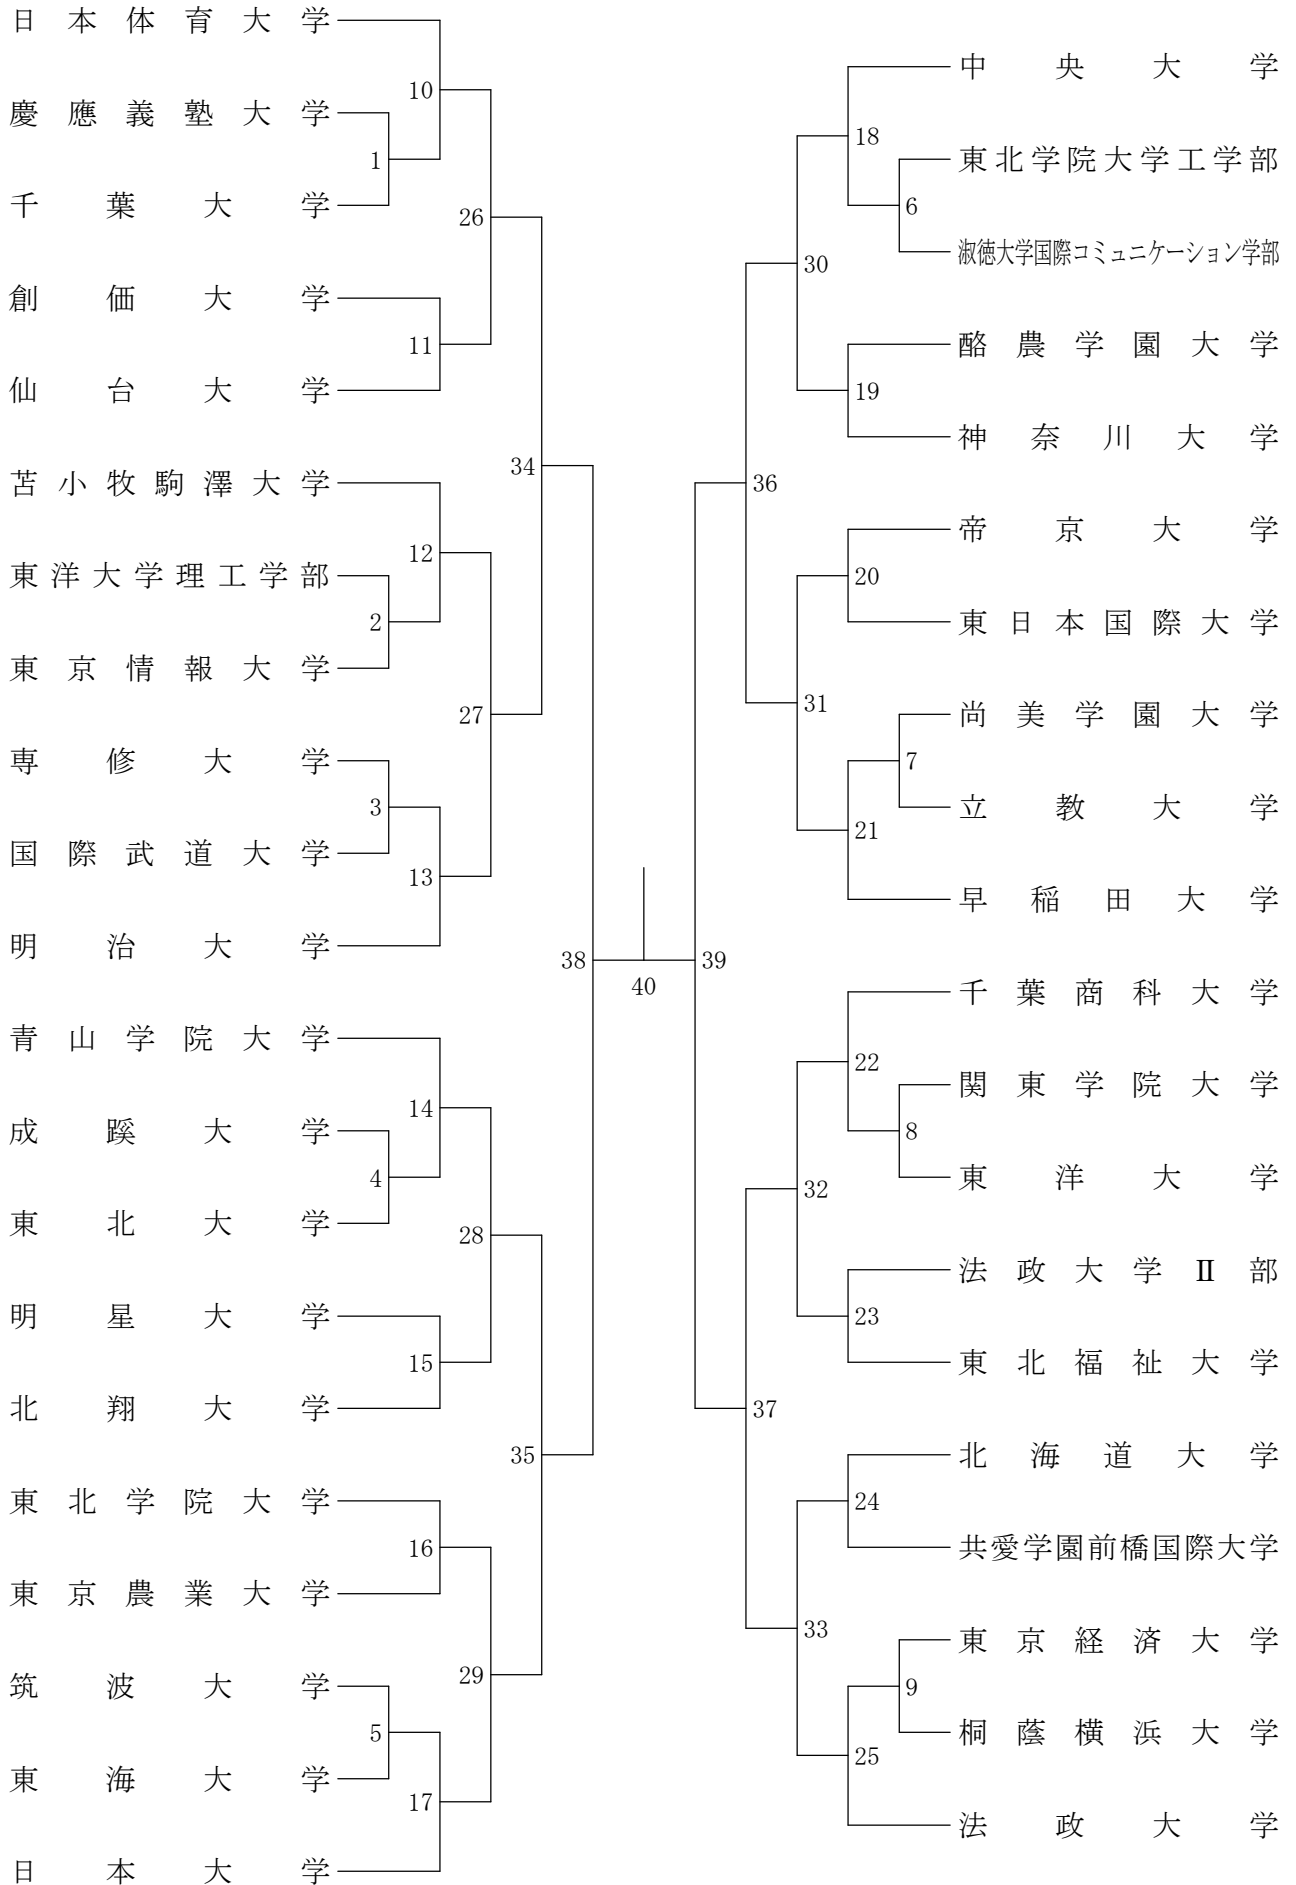 日本体育大学
慶應義塾大学
千葉大学
創価大学
仙台大学
苫小牧駒澤大学
東洋大学理工学部
東京情報大学
専修大学
国際武道大学
明治大学
青山学院大学
成蹊大学
東北大学
明星大学
北翔大学
東北学院大学
東京農業大学
筑波大学
東海大学
日本大学
10
1
26
11
34
12
2
27
3
13
38
14
4
28
15
35
16
29
5
17
40
39
18
6
30
19
36
20
31
7
21
22
8
32
23
37
24
33
9
25
中央大学
東北学院大学工学部
淑徳大学国際コミュニケーション学部
酪農学園大学
神奈川大学
帝京大学
東日本国際大学
尚美学園大学
立教大学
早稲田大学
千葉商科大学
関東学院大学
東洋大学
法政大学Ⅱ部
東北福祉大学
北海道大学
共愛学園前橋国際大学
東京経済大学
桐蔭横浜大学
法政大学